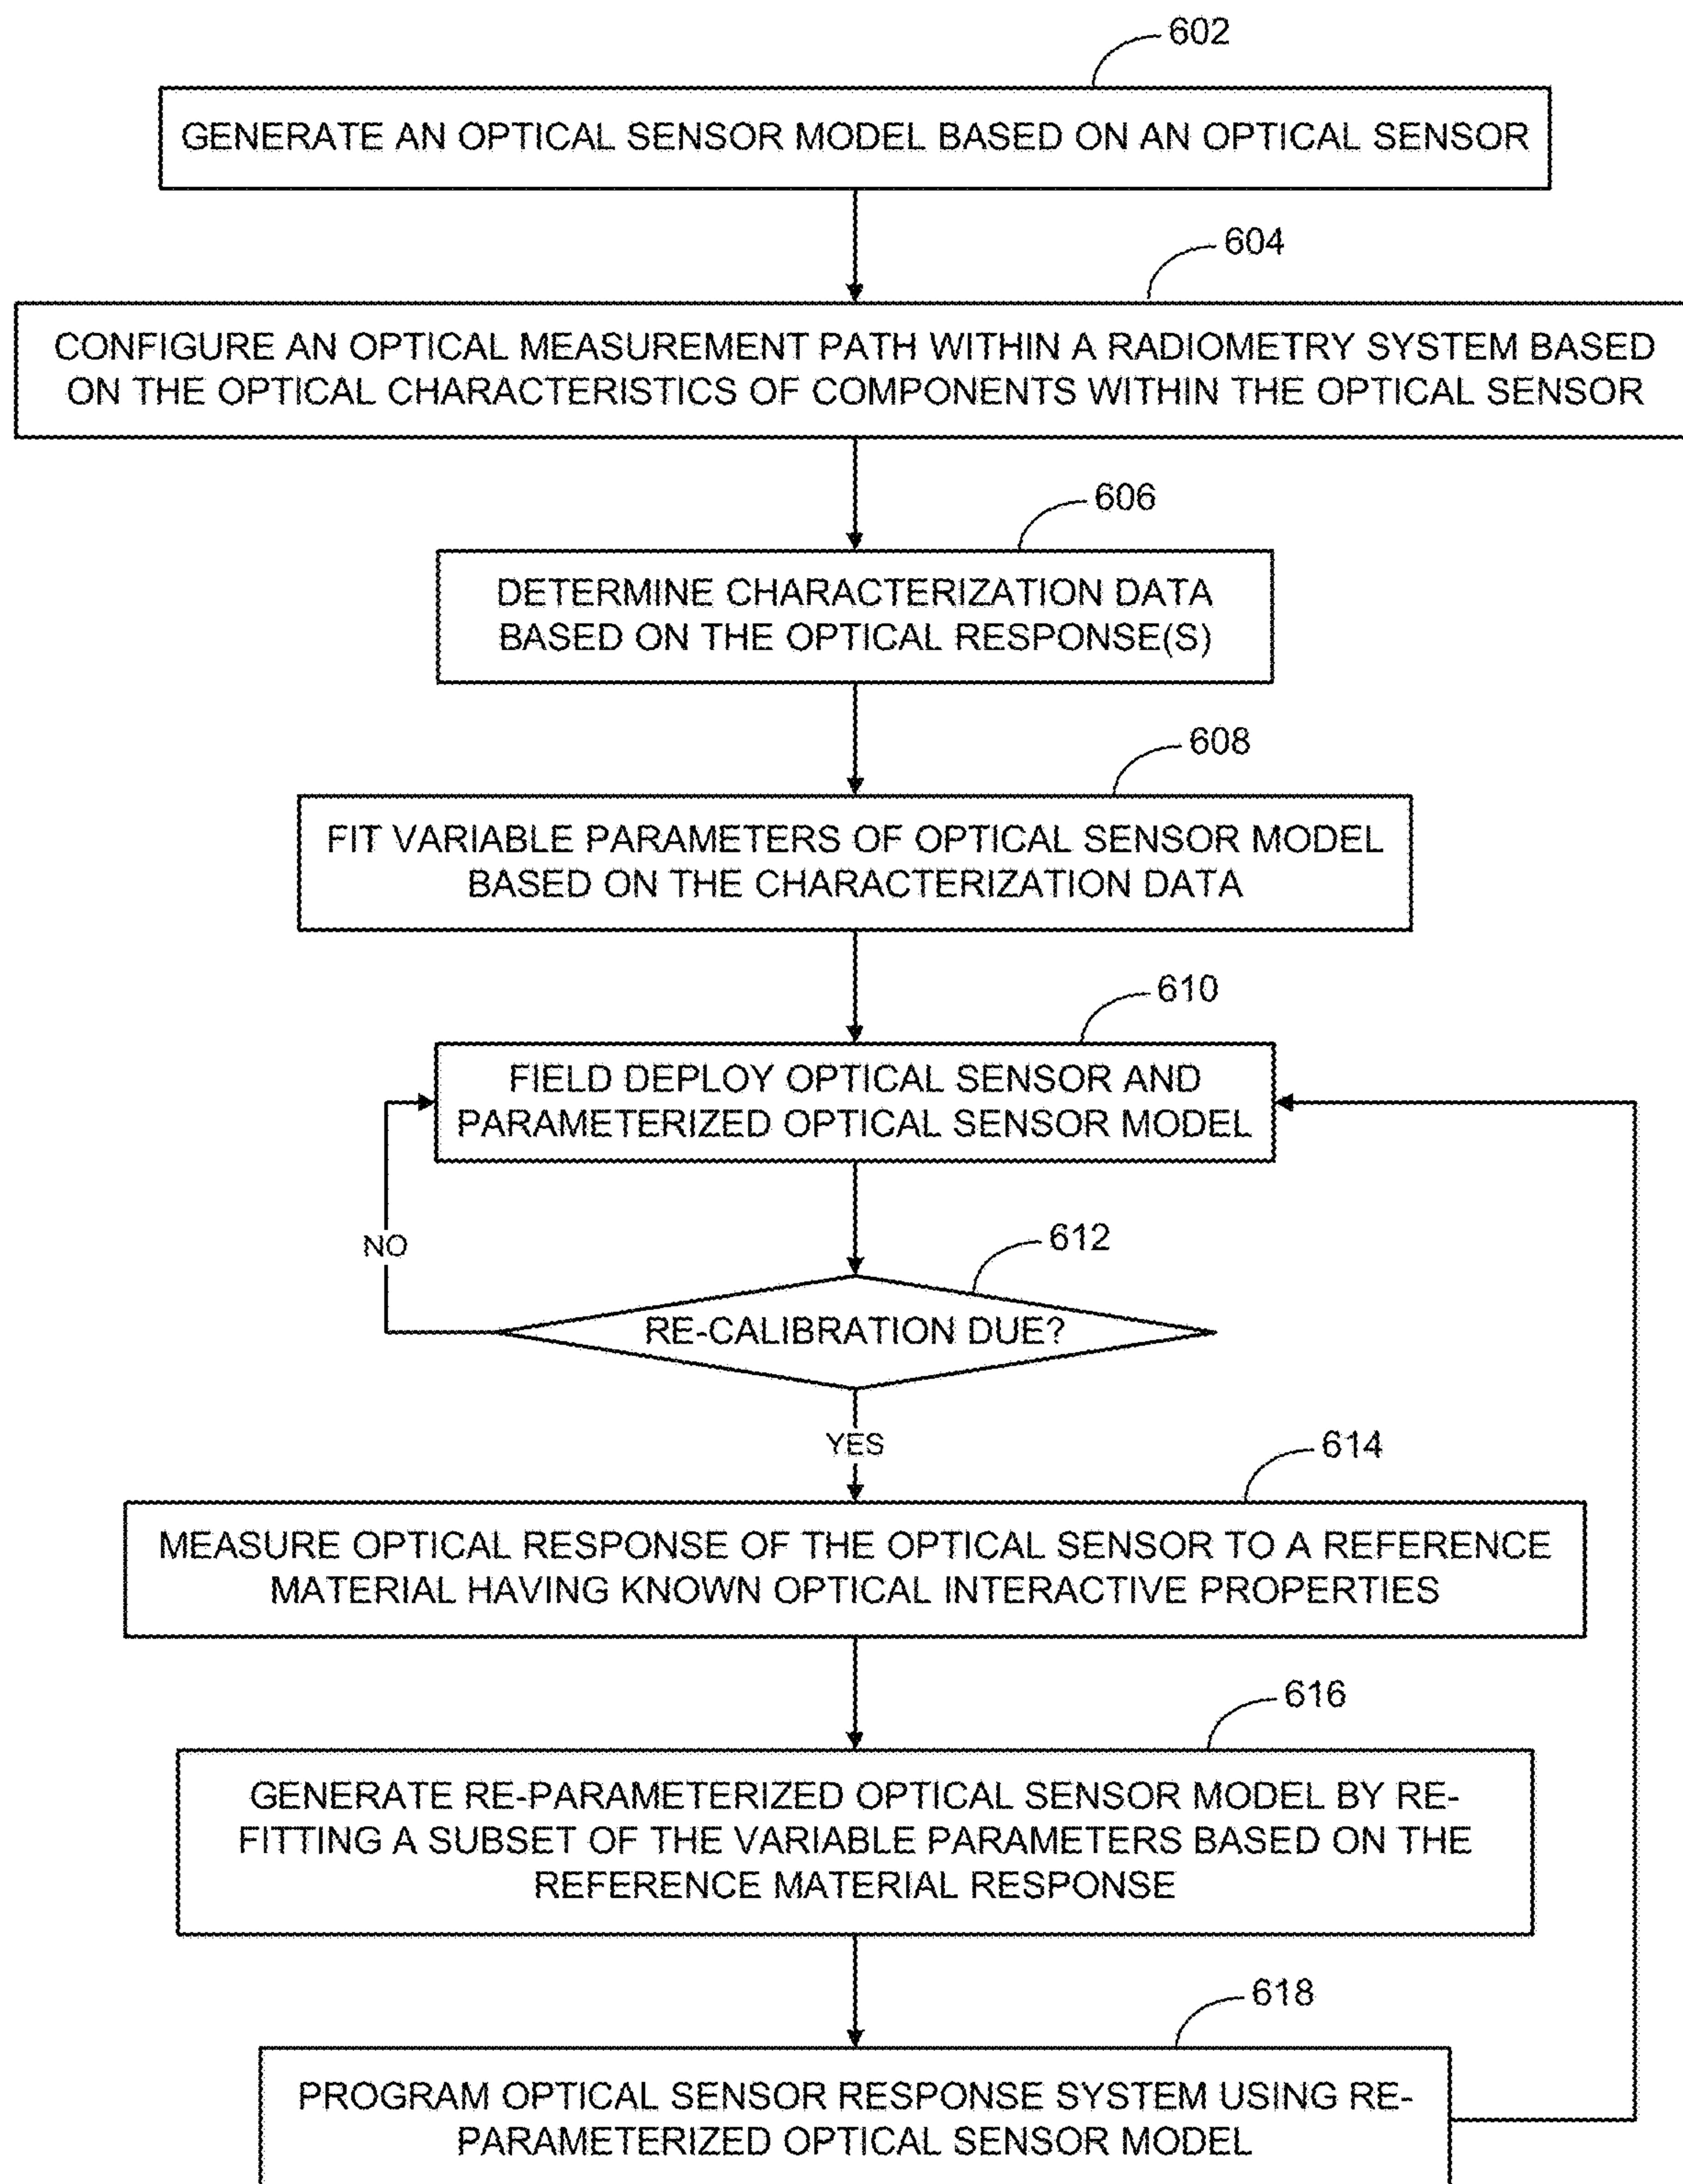 602
GENERATE AN OPTICAL SENSOR MODEL BASED ON AN OPTICAL SENSOR
604
CONFIGURE AN OPTICAL MEASUREMENT PATH WITHIN A RADIOMETRY SYSTEM BASED
ON THE OPTICAL CHARACTERISTICS OF COMPONENTS WITHIN THE OPTICAL SENSOR
606
DETERMINE CHARACTERIZATION DATA
BASED ON THE OPTICAL RESPONSE(S)
608
FIT VARIABLE PARAMETERS OF OPTICAL SENSOR MODEL
BASED ON THE CHARACTERIZATION DATA
610
FIELD DEPLOY OPTICAL SENSOR AND
PARAMETERIZED OPTICAL SENSOR MODEL
NO
612
RE-CALIBRATION DUE?
YES
614
MEASURE OPTICAL RESPONSE OF THE OPTICAL SENSOR TO A REFERENCE
MATERIAL HAVING KNOWN OPTICAL INTERACTIVE PROPERTIES
616
GENERATE RE-PARAMETERIZED OPTICAL SENSOR MODEL BY RE-
FITTING A SUBSET OF THE VARIABLE PARAMETERS BASED ON THE
REFERENCE MATERIAL RESPONSE
618
PROGRAM OPTICAL SENSOR RESPONSE SYSTEM USING RE-
PARAMETERIZED OPTICAL SENSOR MODEL